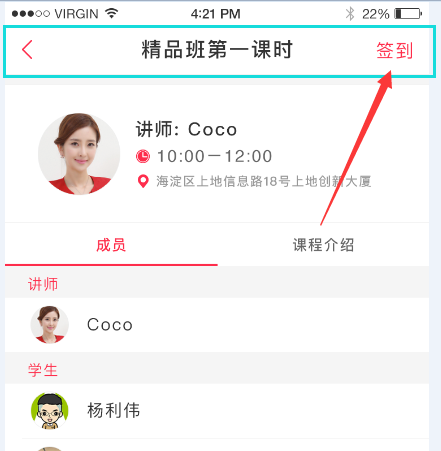 VIRGIN 4:21 PM 22%
精品班第一课时 签到
讲师: Coco
10:00－12:00
海淀区上地信息路18号上地创新大厦
成员 课程介绍
讲师
Coco
学生
杨利伟